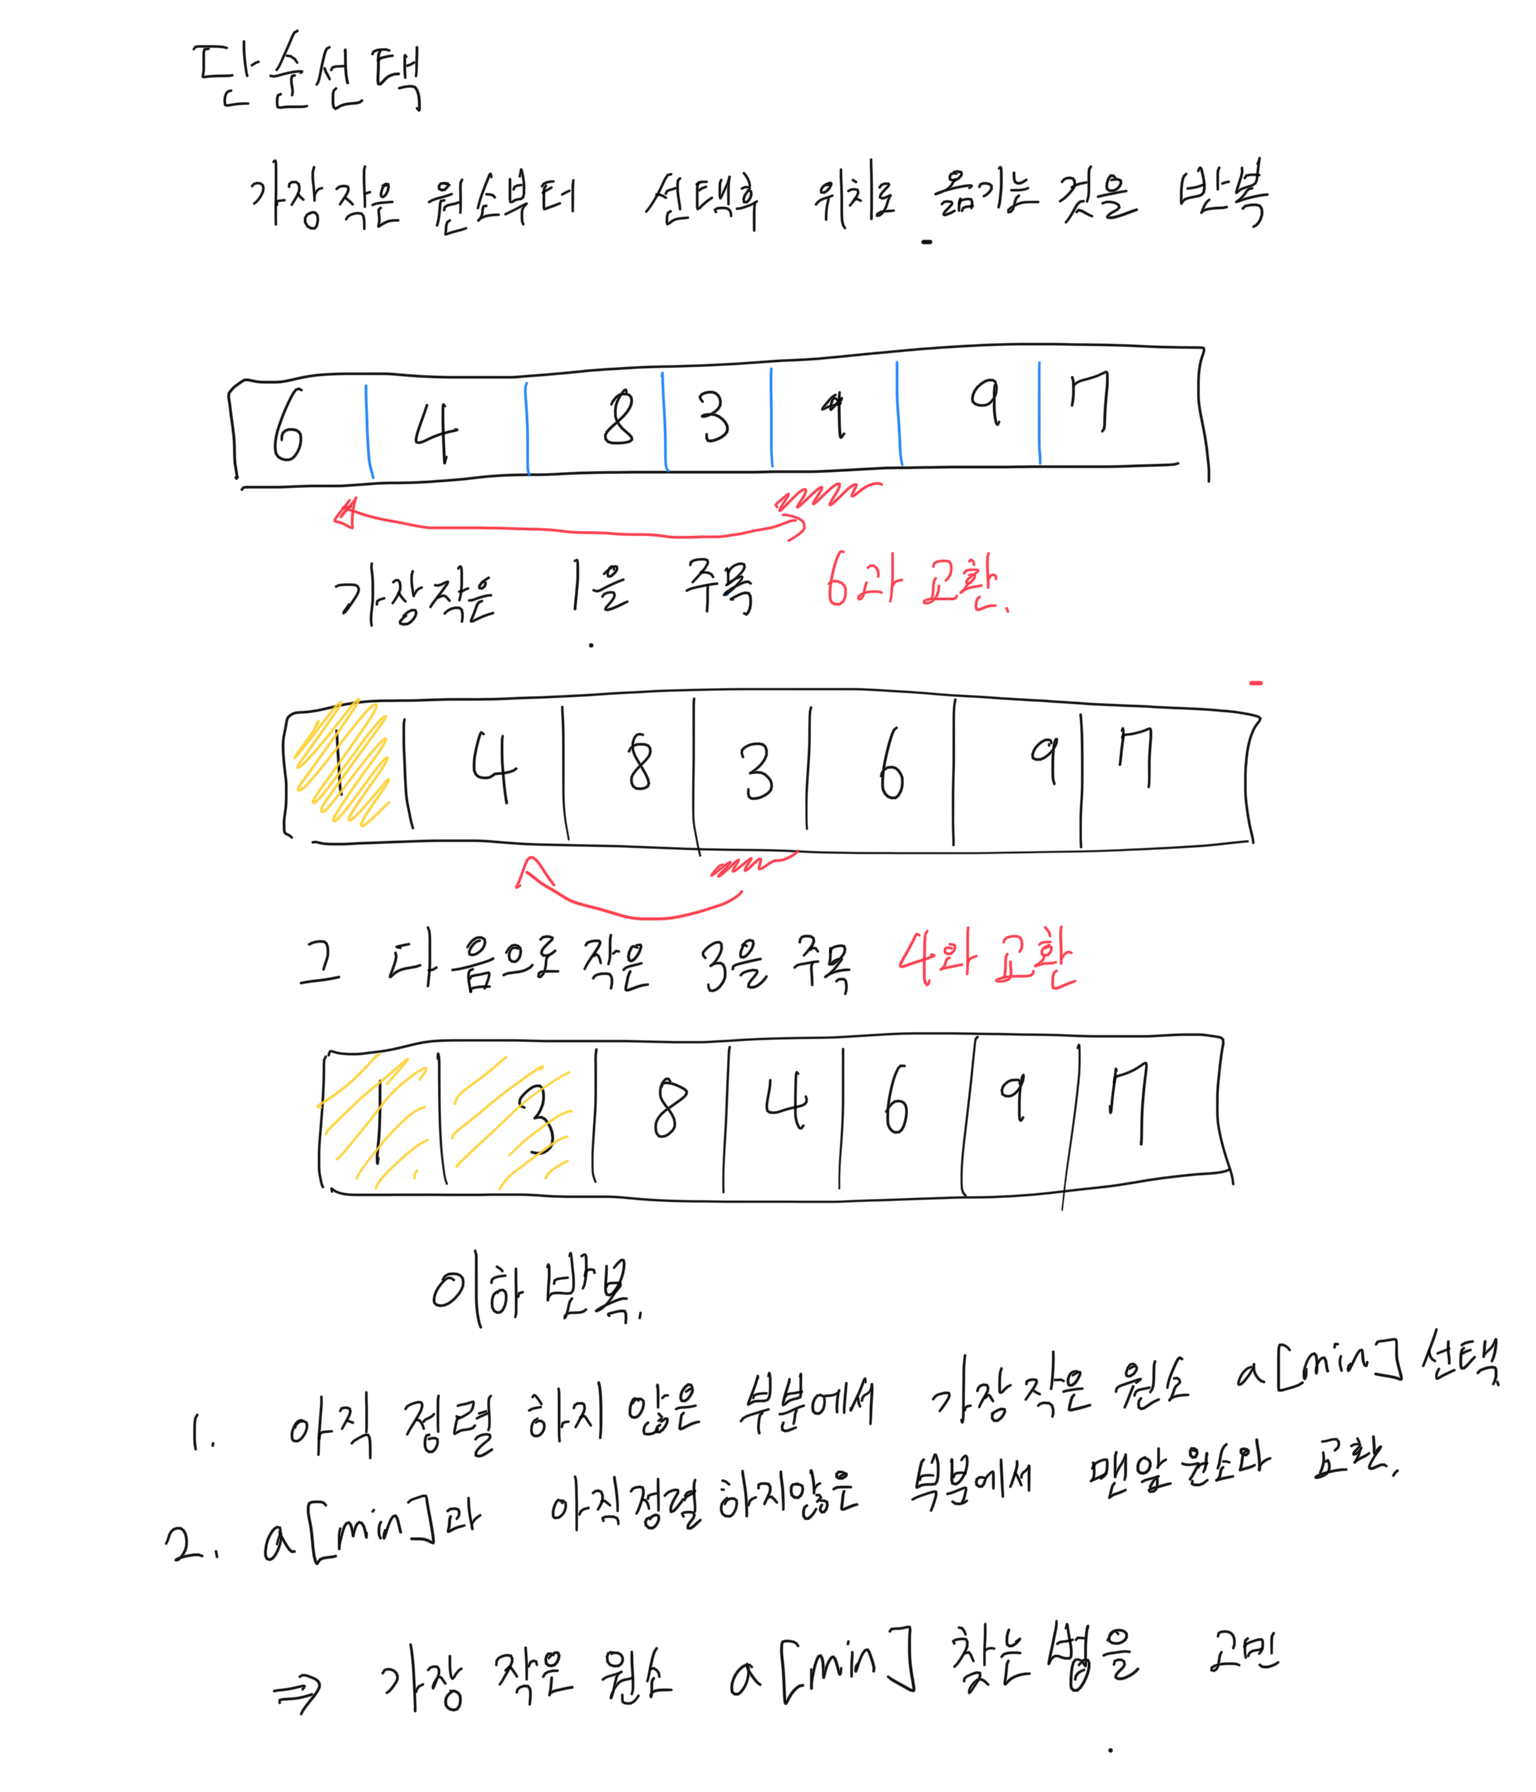 단순선택
가장작은 원소부터 선택후 위치로 옮기는 것을 반복
6 4 8 3 9 7
가장작은 1을 주목 6과 교환.
1 4 8 3 6 9 7
그 다음으로 작은 3을 주목 4와 교환
1 3 8 4 6 9 7
이하 반복.
1. 아직 정렬 하지 않은 부분에서 가장작은 원소 a[min] 선택
2. a[min]과 아직정렬하지않은 부분에서 맨앞원소와 교환.
⇒ 가장 작은 원소 a[min] 찾는법을 고민